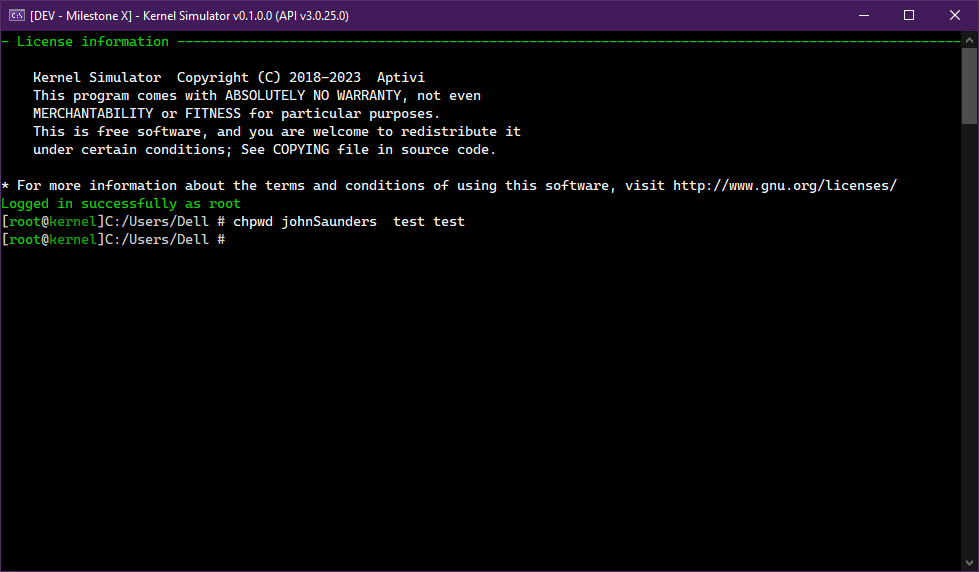 [DEV - Milestone X] - Kernel Simulator v0.1.0.0 (API v3.0.25.0)
- License information
Kernel Simulator  Copyright (C) 2018-2023  Aptivi
This program comes with ABSOLUTELY NO WARRANTY, not even
MERCHANTABILITY or FITNESS for particular purposes.
This is free software, and you are welcome to redistribute it
under certain conditions; See COPYING file in source code.
* For more information about the terms and conditions of using this software, visit http://www.gnu.org/licenses/
Logged in successfully as root
[root@kernel]C:/Users/Dell # chpwd johnSaunders  test test
[root@kernel]C:/Users/Dell #